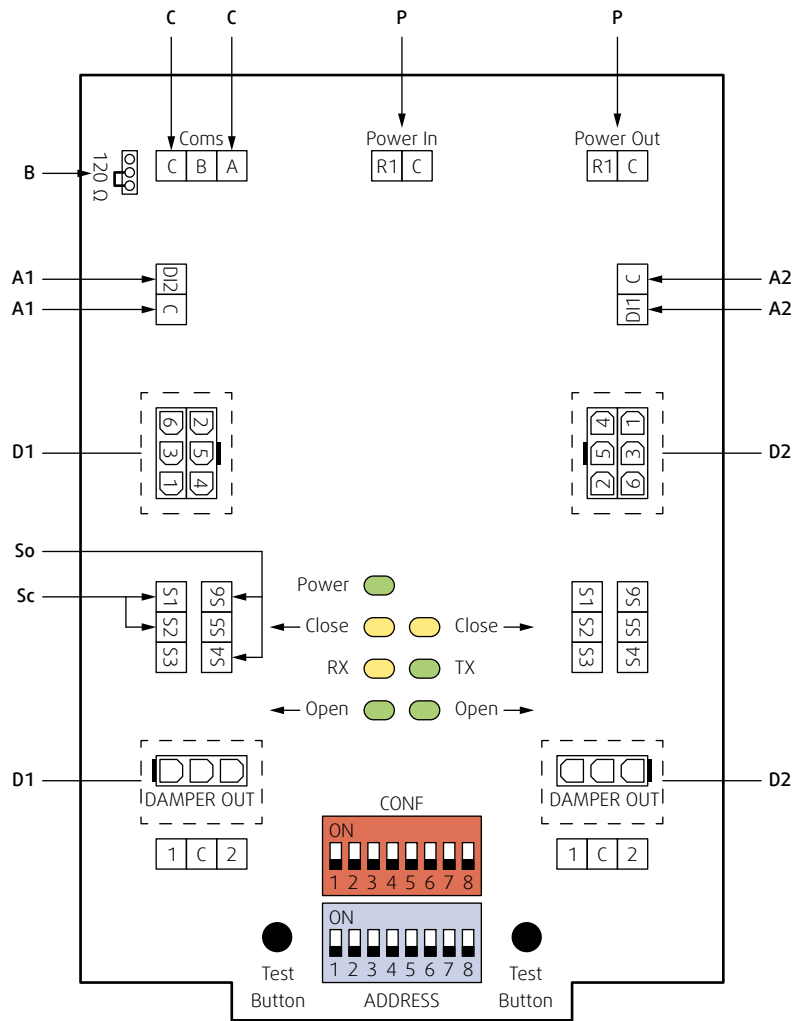 C C P P
Coms Power In Power Out
B 120 Ω C B A R1 C R1 C
A1 DI2 C A2
A1 C DI1 A2
D1 6 2 4 1 D2
3 5 5 3
1 4 2 6
So
Sc S1 S6 Power S1 S6
S2 S5 Close Close S2 S5
S3 S4 RX TX S3 S4
Open Open
D1 D2
DAMPER OUT DAMPER OUT
CONF
1 C 2 ON 1 C 2
1 2 3 4 5 6 7 8
ON
1 2 3 4 5 6 7 8
Test Test
Button ADDRESS Button